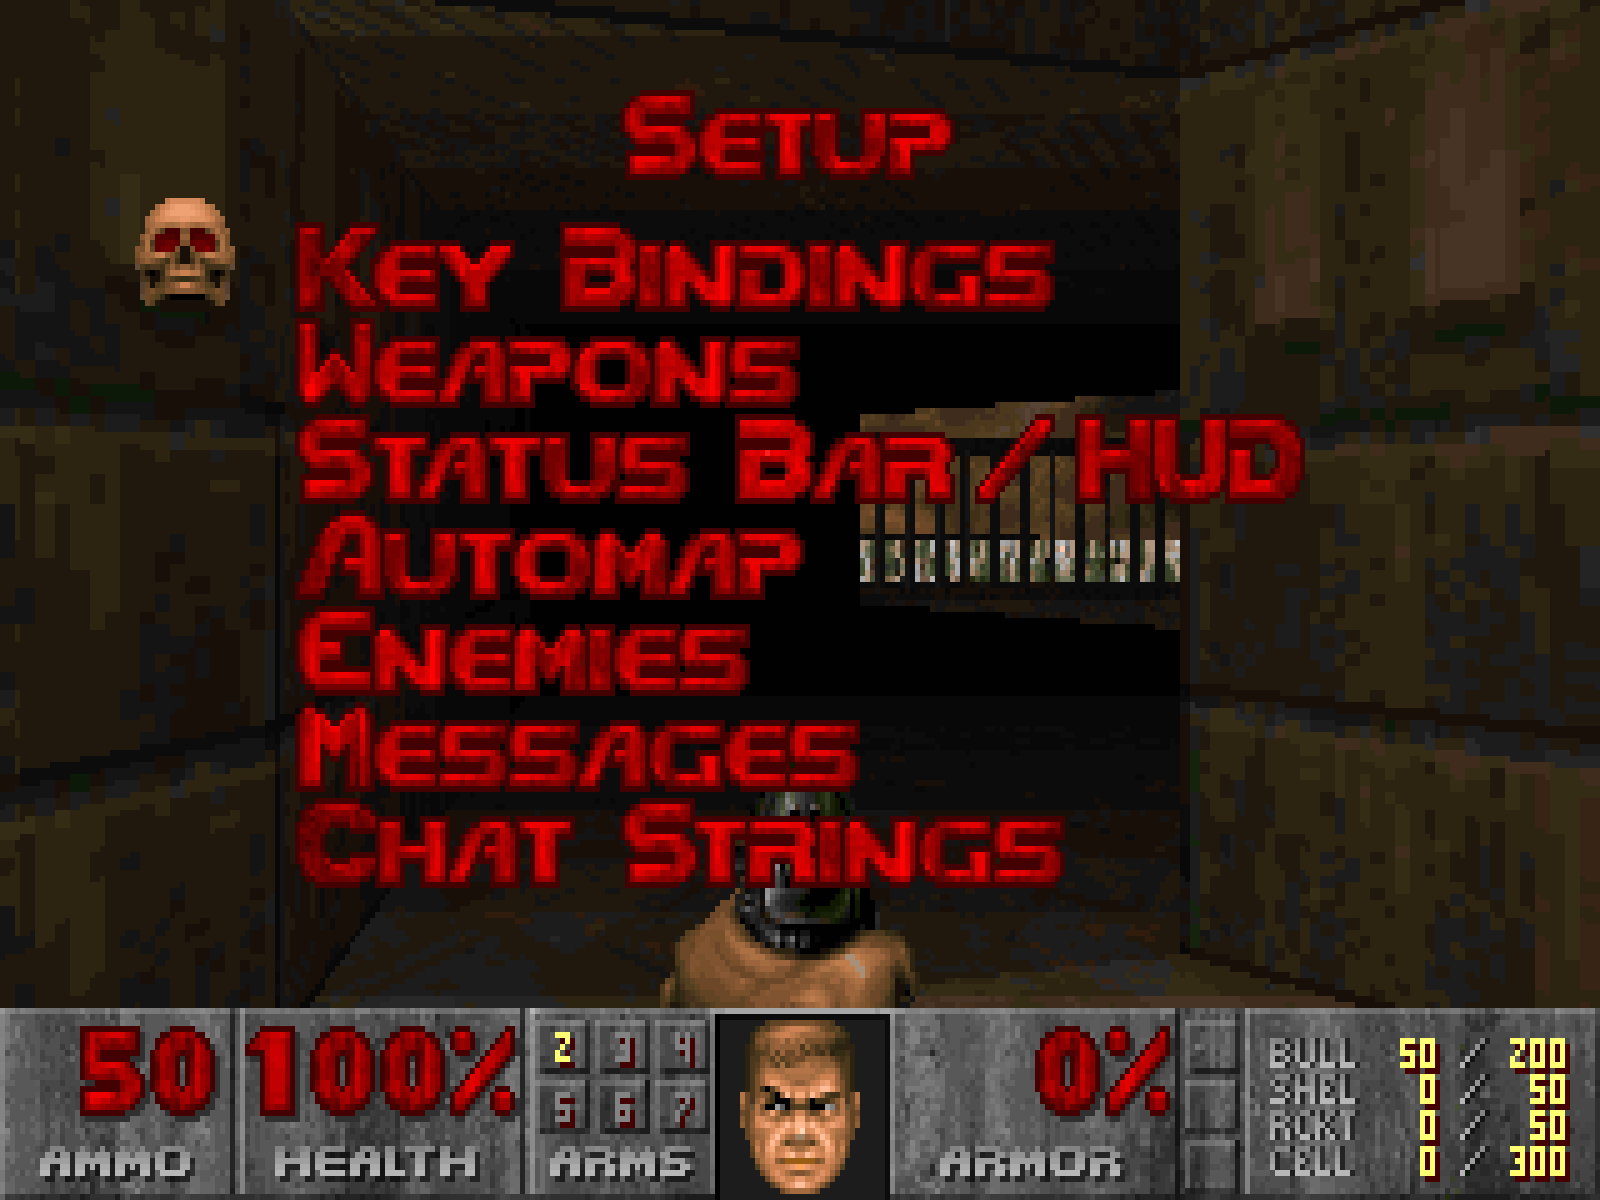 Setup
Key Bindings
Weapons
Status Bar / HUD
Automap
Enemies
Messages
Chat Strings
50 100% 2 3 4 0% BULL 50 / 200
SHEL 0 / 50
5 6 7 RCKT 0 / 50
AMMO HEALTH ARMS ARMOR CELL 0 / 300